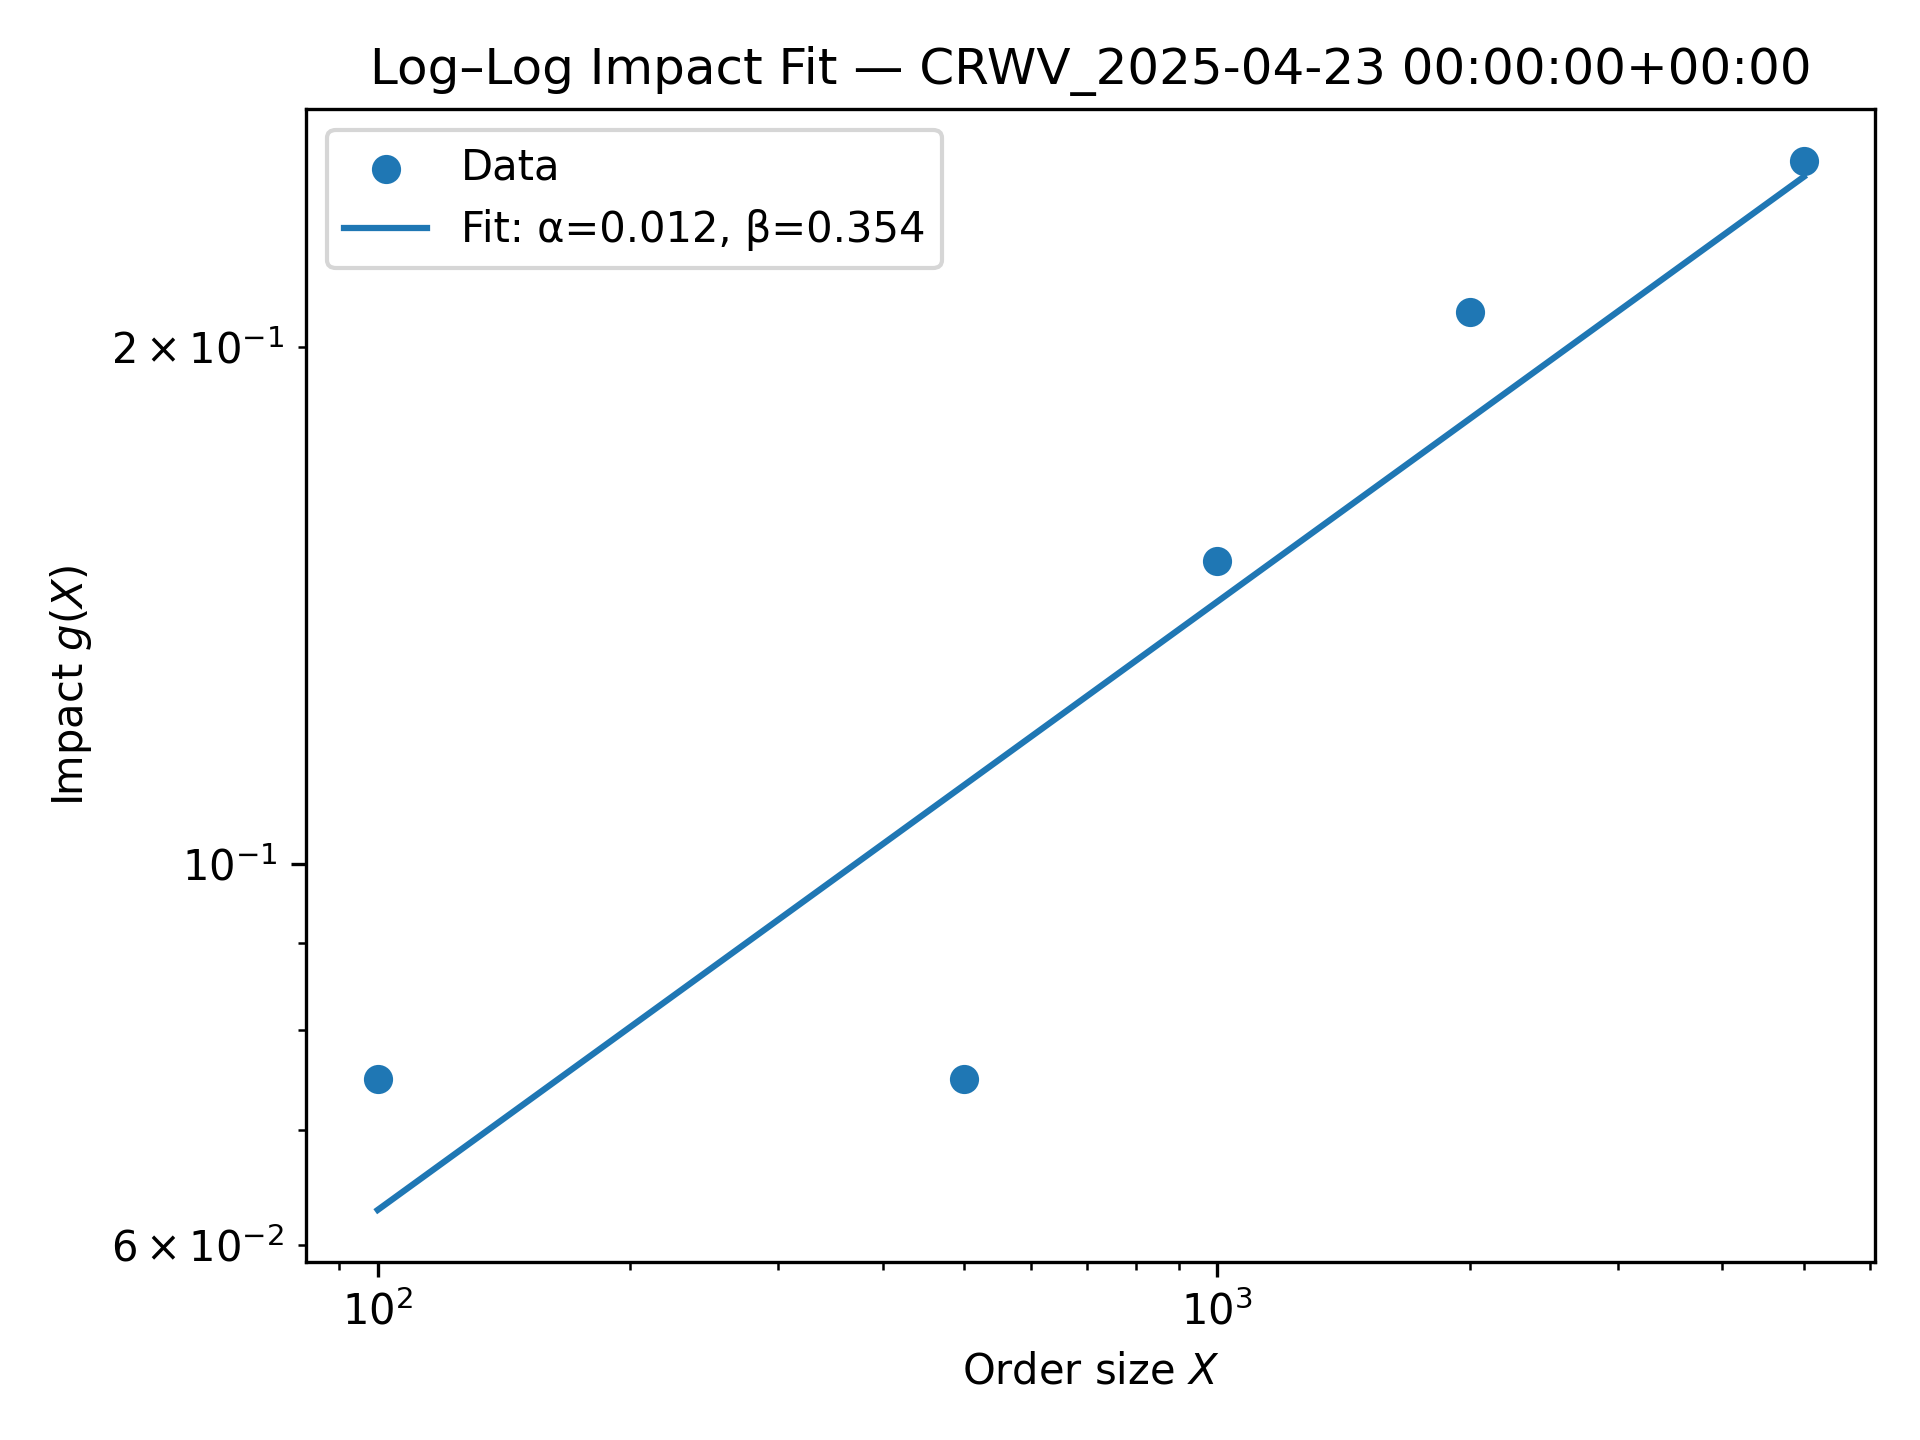 Log–Log Impact Fit — CRWV_2025-04-23 00:00:00+00:00
Data
Fit: α=0.012, β=0.354
Impact g(X)
2 × 10⁻¹
10⁻¹
6 × 10⁻²
10² 10³
Order size X